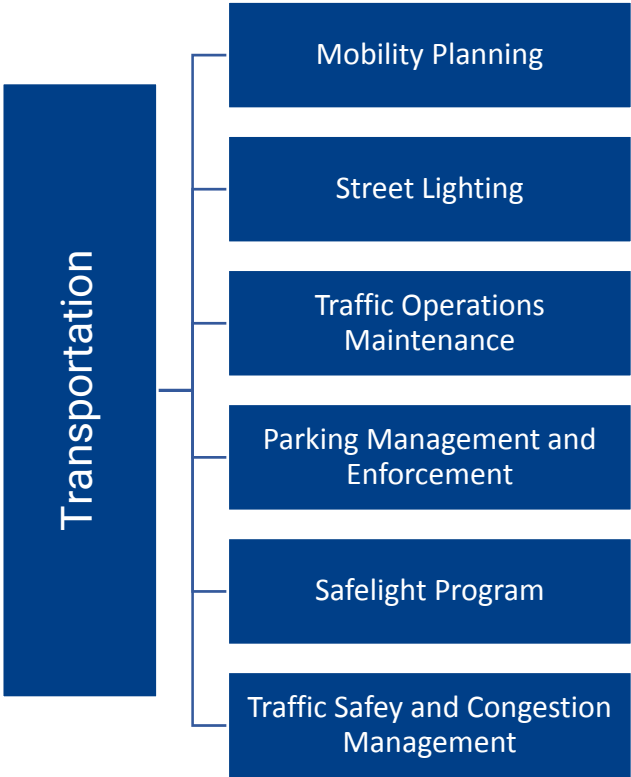 Transportation
Mobility Planning
Street Lighting
Traffic Operations
Maintenance
Parking Management and
Enforcement
Safelight Program
Traffic Safey and Congestion
Management